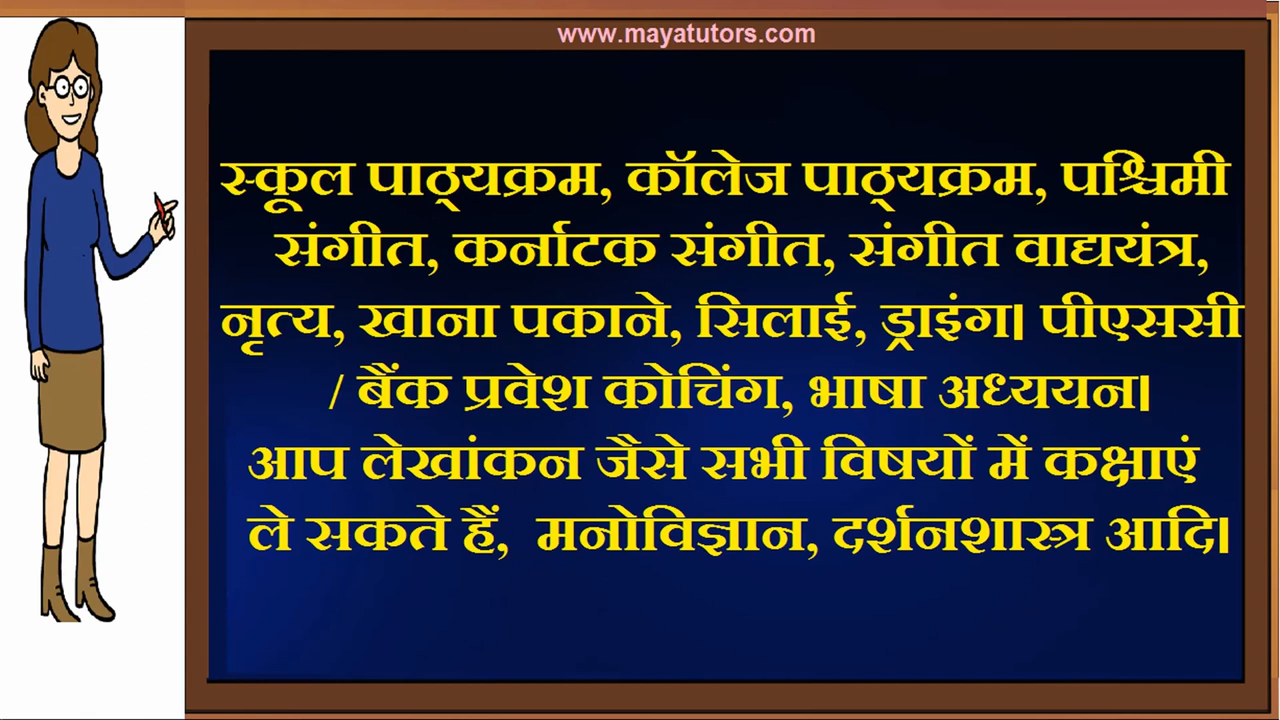 www.mayatutors.com
स्कूल पाठ्यक्रम, कॉलेज पाठ्यक्रम, पश्चिमी
संगीत, कर्नाटक संगीत, संगीत वाद्ययंत्र,
नृत्य, खाना पकाने, सिलाई, ड्राइंग। पीएससी
/ बैंक प्रवेश कोचिंग, भाषा अध्ययन।
आप लेखांकन जैसे सभी विषयों में कक्षाएं
ले सकते हैं, मनोविज्ञान, दर्शनशास्त्र आदि।